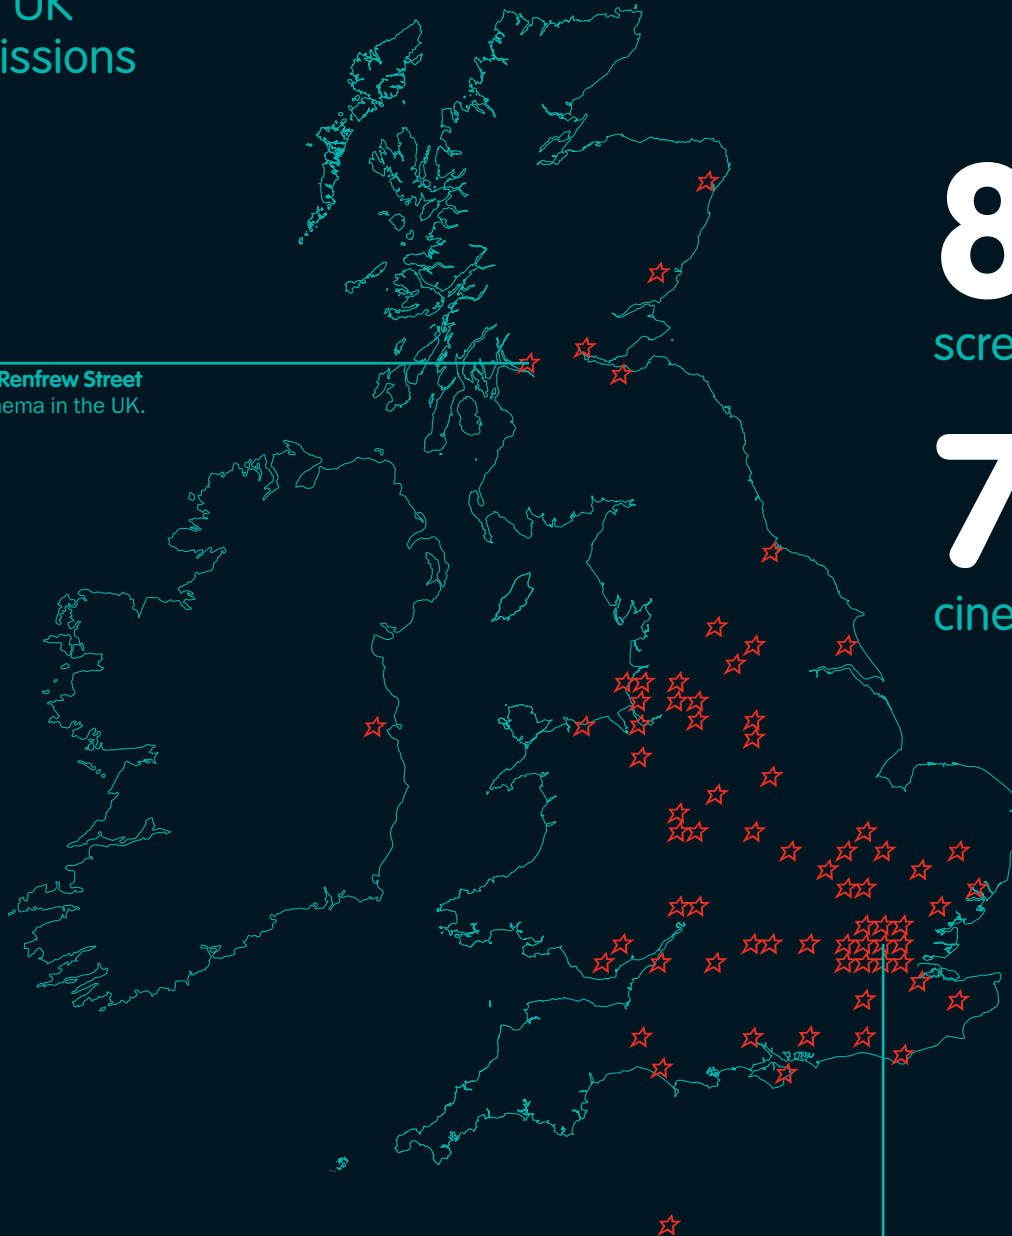 UK
issions
8
scre
Renfrew Street
ema in the UK.
7
cine